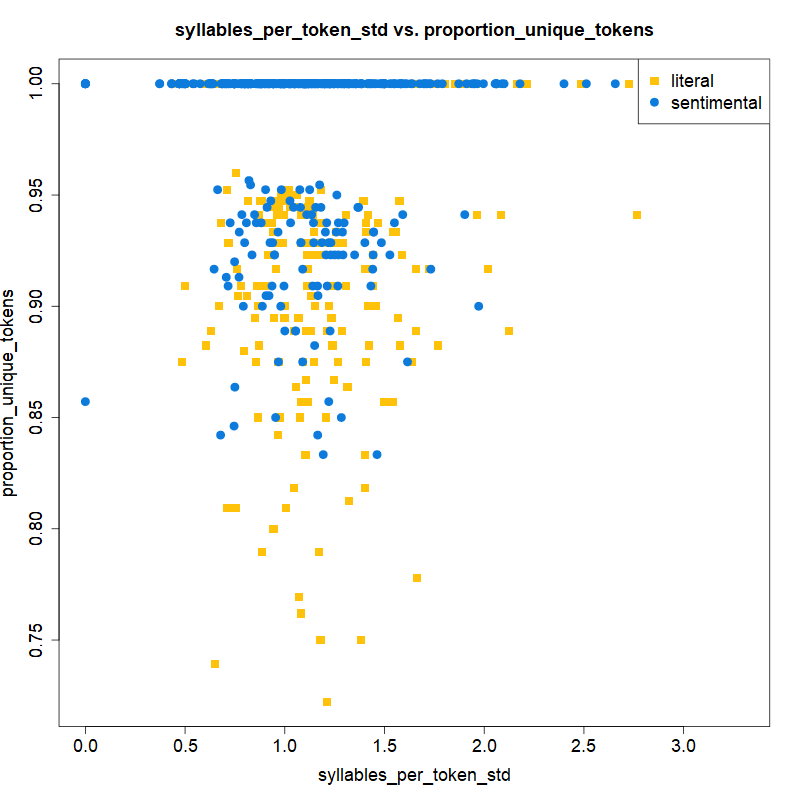 syllables_per_token_std vs. proportion_unique_tokens
literal
sentimental
proportion_unique_tokens
1.00
0.95
0.90
0.85
0.80
0.75
0.0 0.5 1.0 1.5 2.0 2.5 3.0
syllables_per_token_std